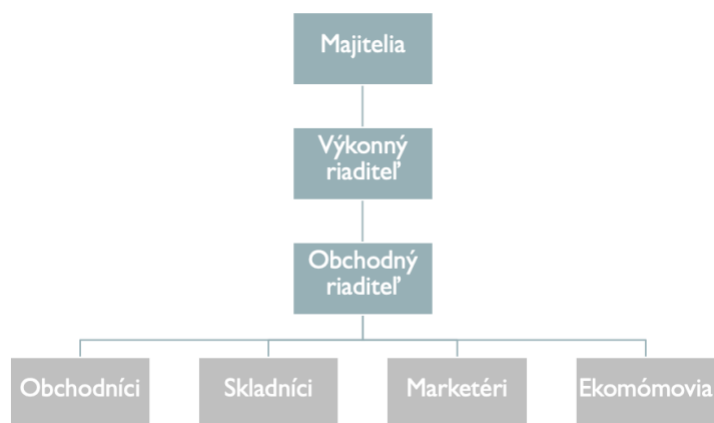 Majitelia
Výkonný
riaditeľ
Obchodný
riaditeľ
Obchodníci
Skladníci
Marketéri
Ekomómovia